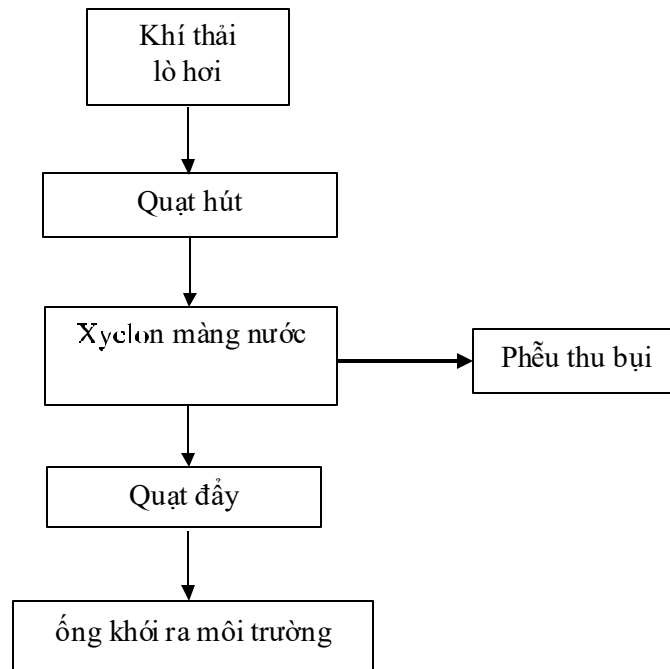 Khí thải
lò hơi
Quạt hút
Xyclon màng nước
Phễu thu bụi
Quạt đẩy
ống khói ra môi trường